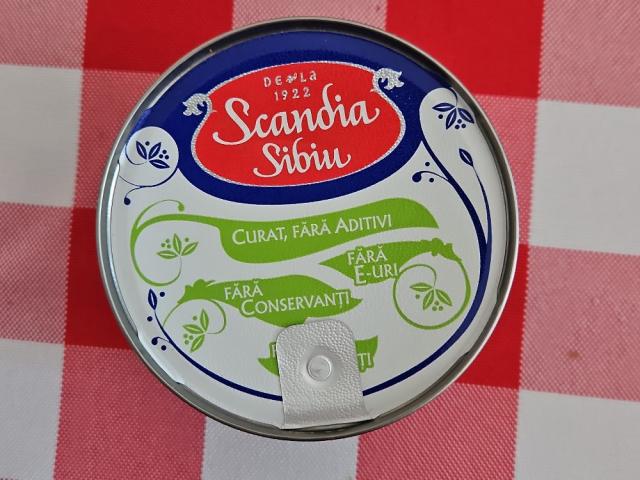 DE LA
1922
Scandia
Sibiu
CURAT, FĂRĂ ADITIVI
FĂRĂ
E-URI
FĂRĂ
CONSERVANȚI